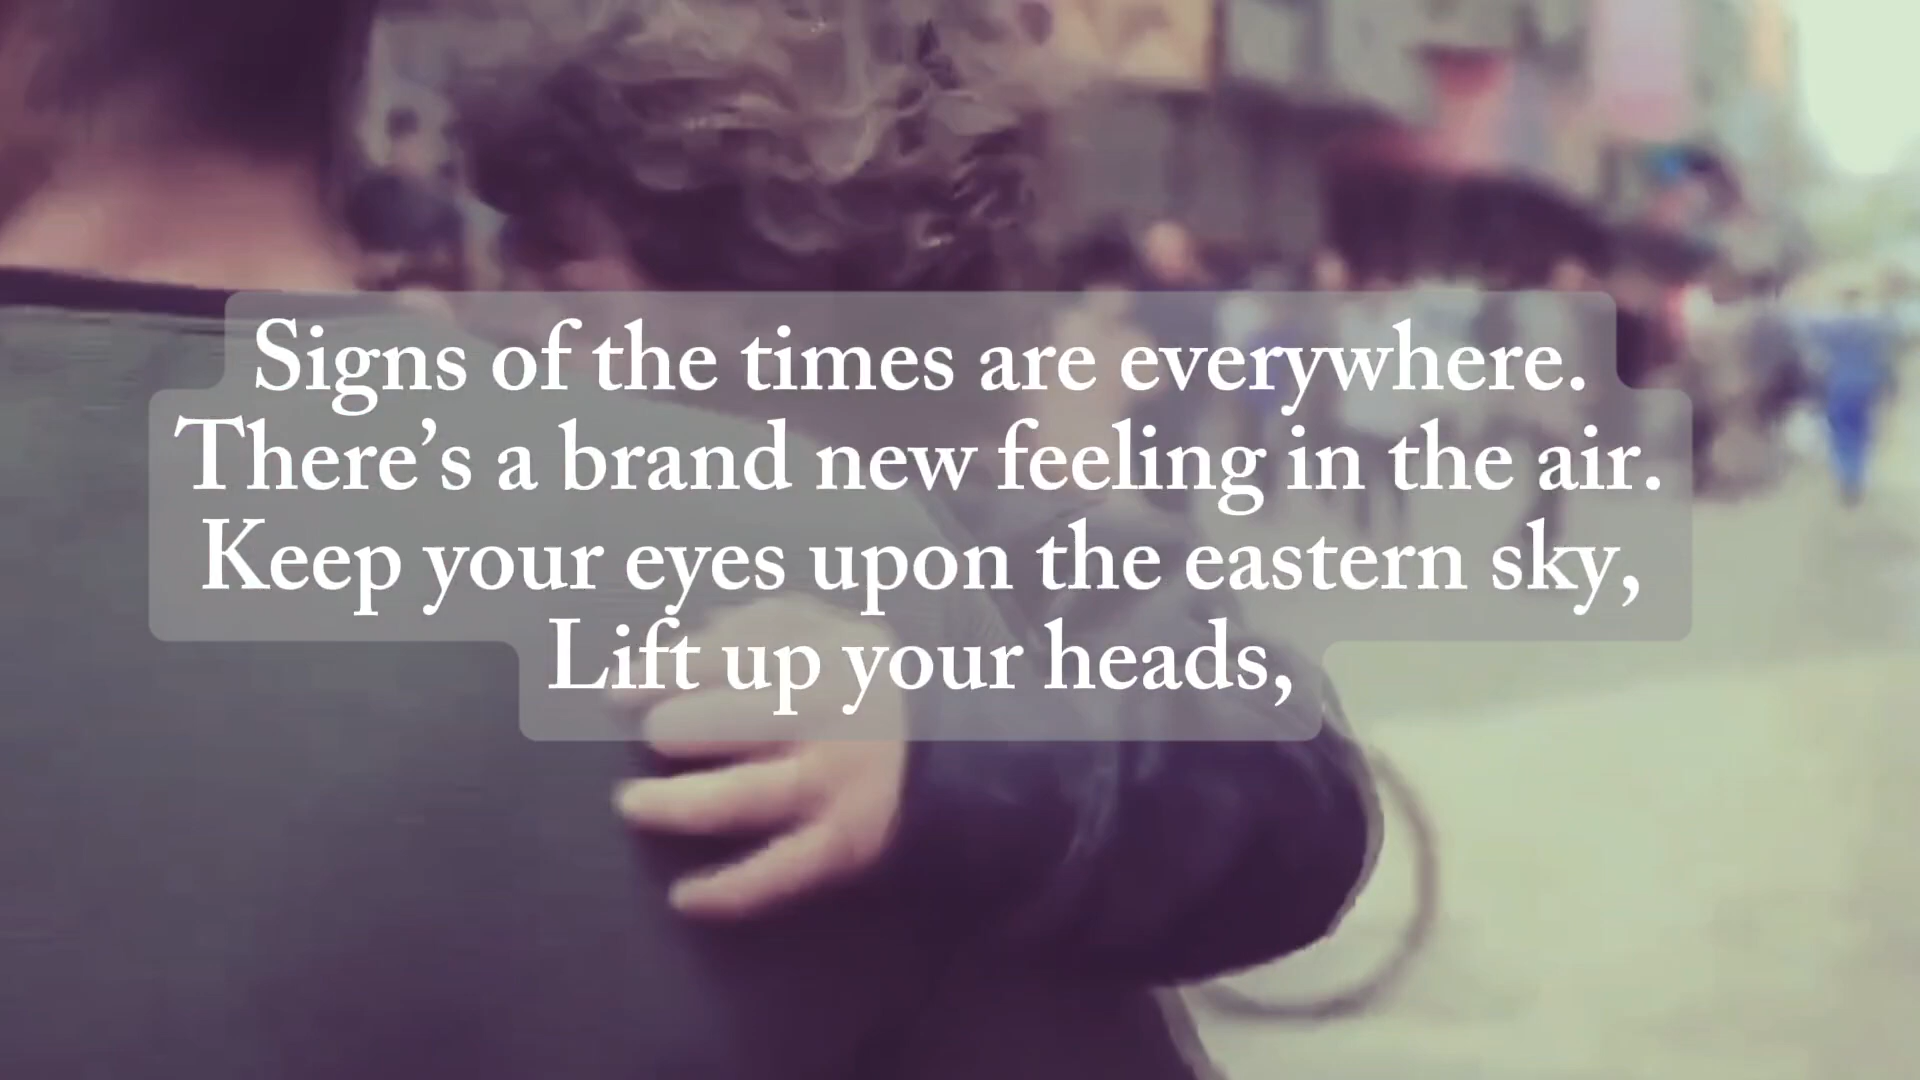 Signs of the times are everywhere.
There’s a brand new feeling in the air.
Keep your eyes upon the eastern sky,
Lift up your heads,